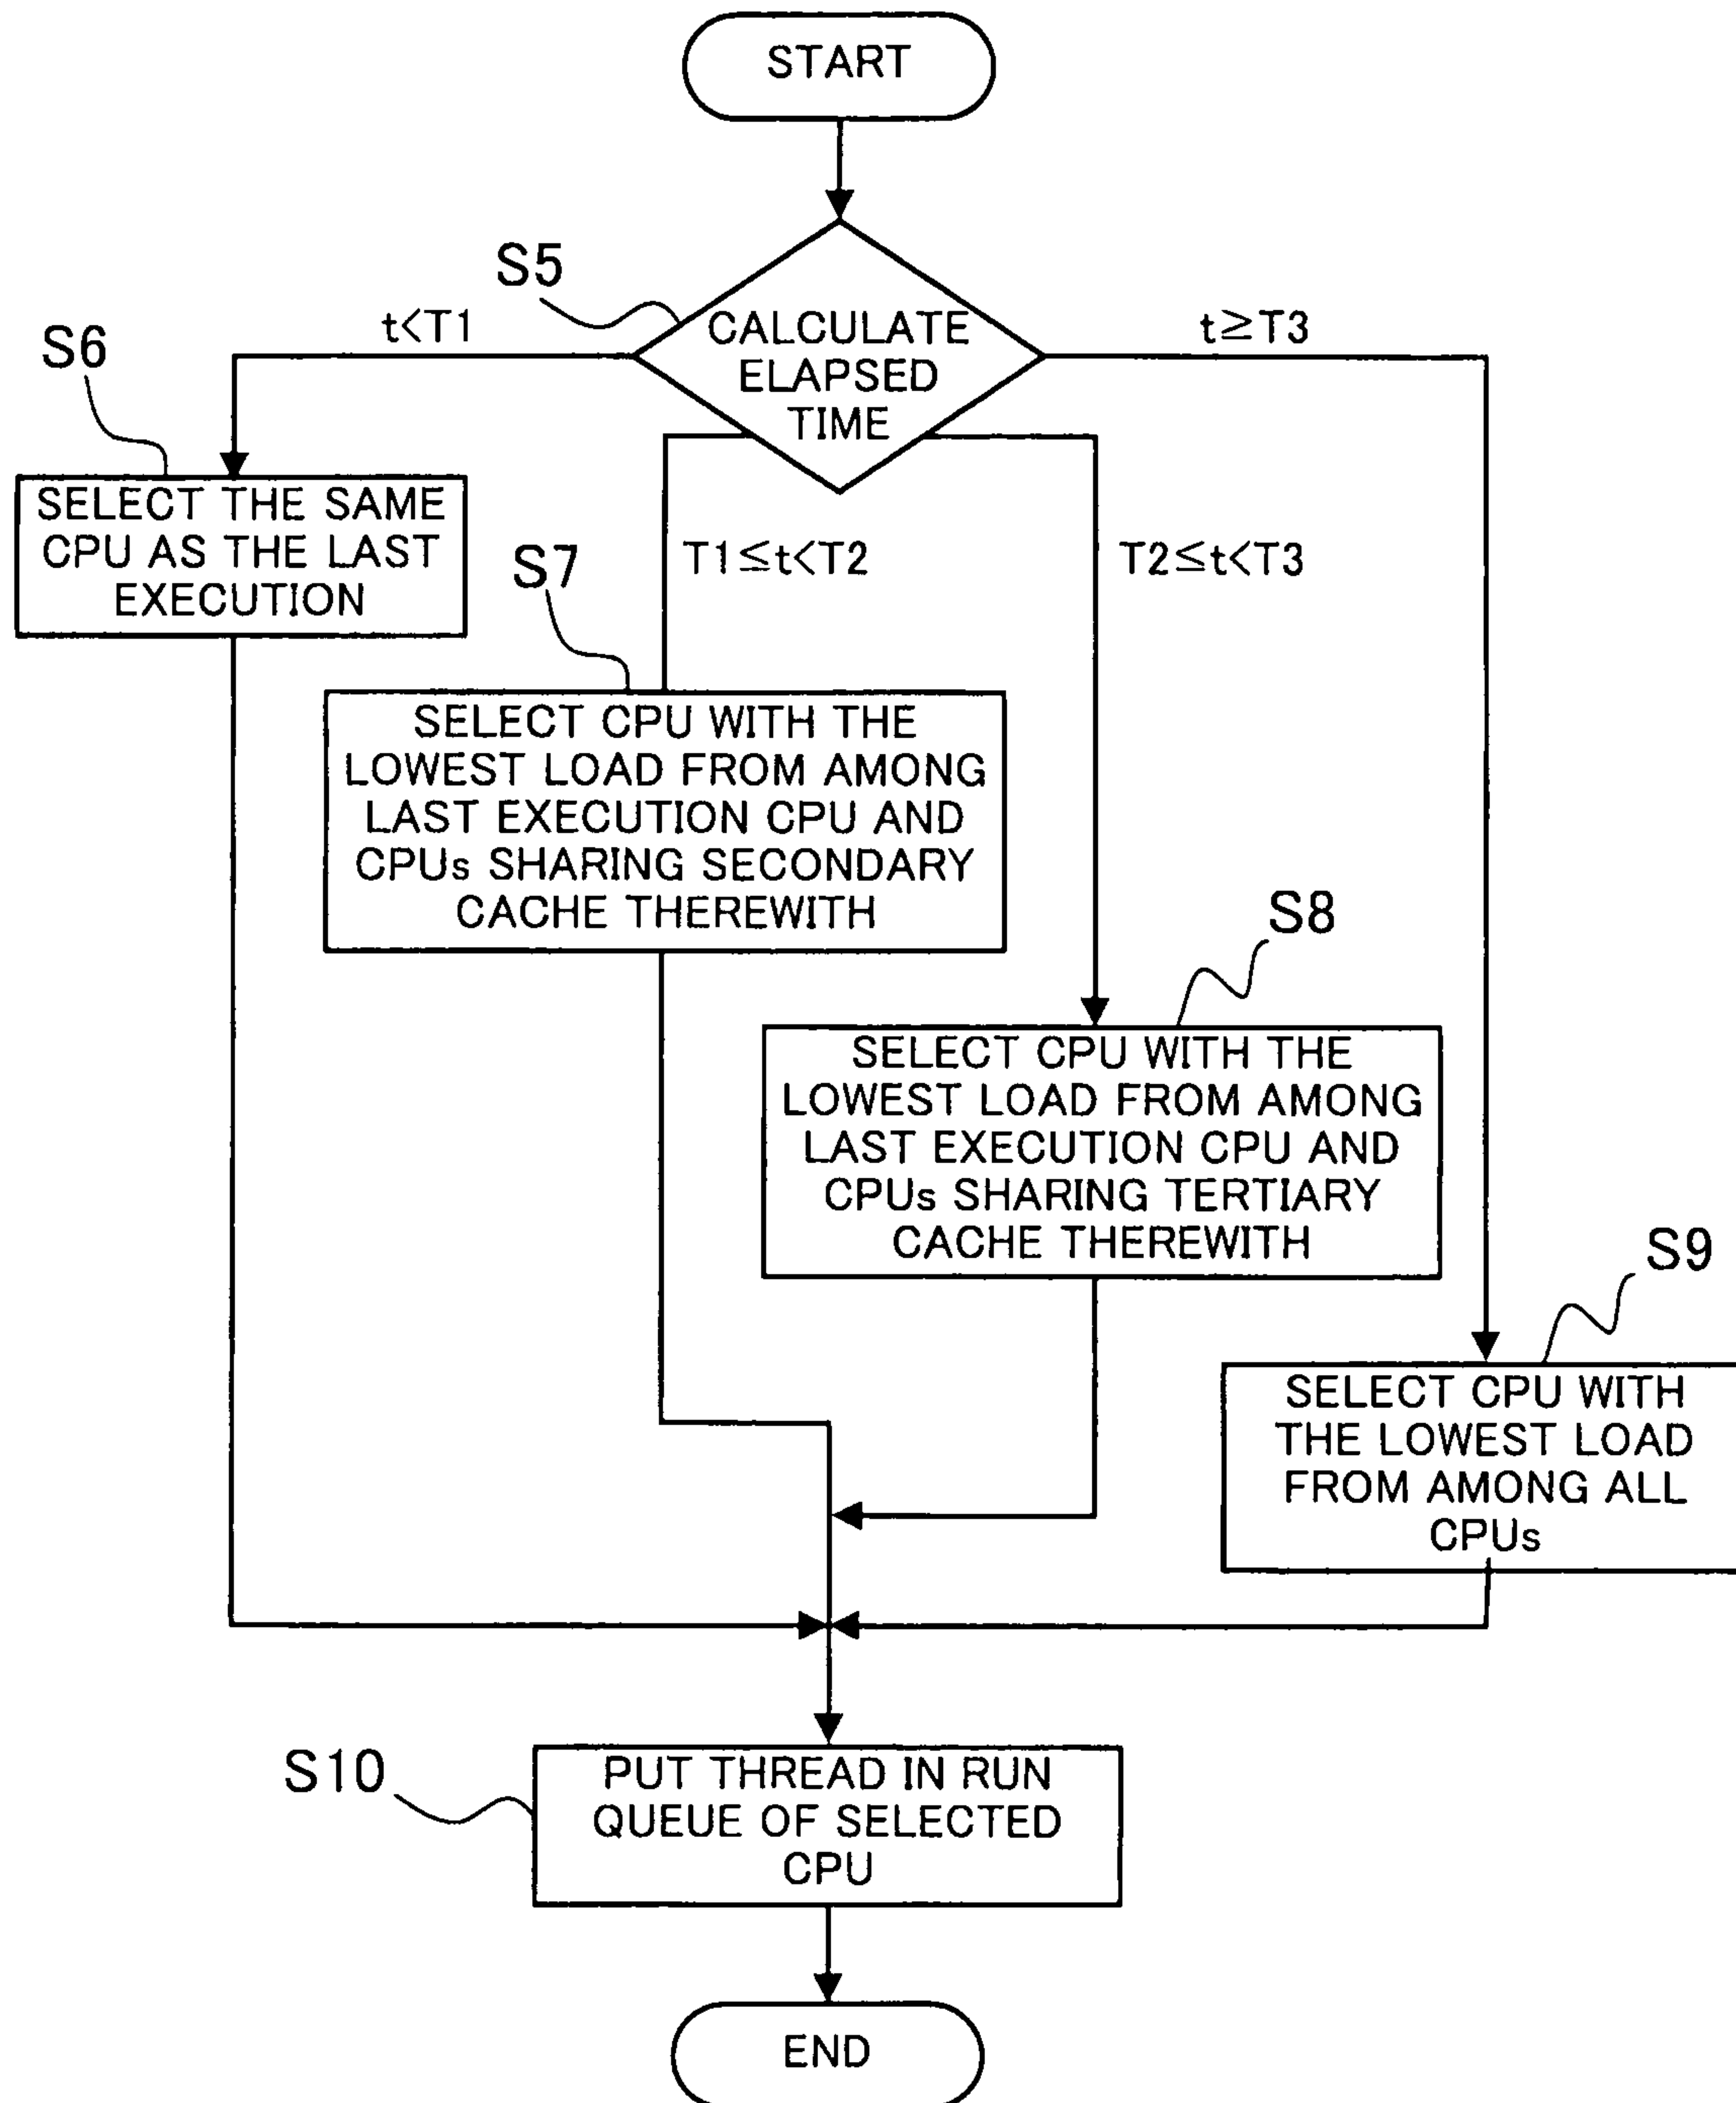 START
S5
CALCULATE
ELAPSED
TIME
t<T1
t≥T3
S6
SELECT THE SAME
CPU AS THE LAST
EXECUTION
T1≦t<T2
T2≦t<T3
S7
SELECT CPU WITH THE
LOWEST LOAD FROM AMONG
LAST EXECUTION CPU AND
CPUs SHARING SECONDARY
CACHE THEREWITH
S8
SELECT CPU WITH THE
LOWEST LOAD FROM AMONG
LAST EXECUTION CPU AND
CPUs SHARING TERTIARY
CACHE THEREWITH
S9
SELECT CPU WITH
THE LOWEST LOAD
FROM AMONG ALL
CPUs
S10
PUT THREAD IN RUN
QUEUE OF SELECTED
CPU
END